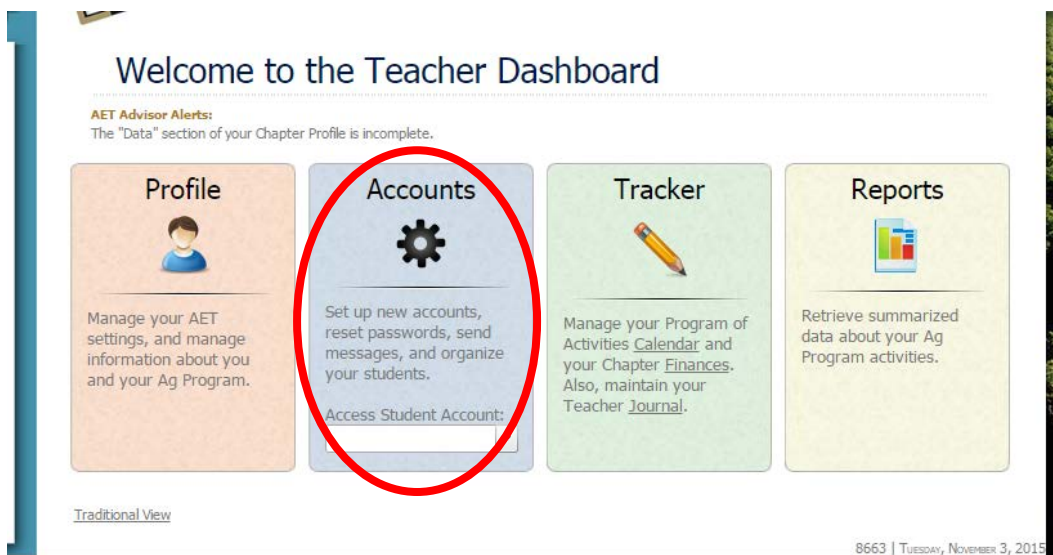 Welcome to the Teacher Dashboard
AET Advisor Alerts:
The "Data" section of your Chapter Profile is incomplete.
Profile
Manage your AET
settings, and manage
information about you
and your Ag Program.
Accounts
Set up new accounts,
reset passwords, send
messages, and organize
your students.
Access Student Account:
Tracker
Manage your Program of
Activities Calendar and
your Chapter Finances.
Also, maintain your
Teacher Journal.
Reports
Retrieve summarized
data about your Ag
Program activities.
Traditional View
8663 | Tuesday, November 3, 2015